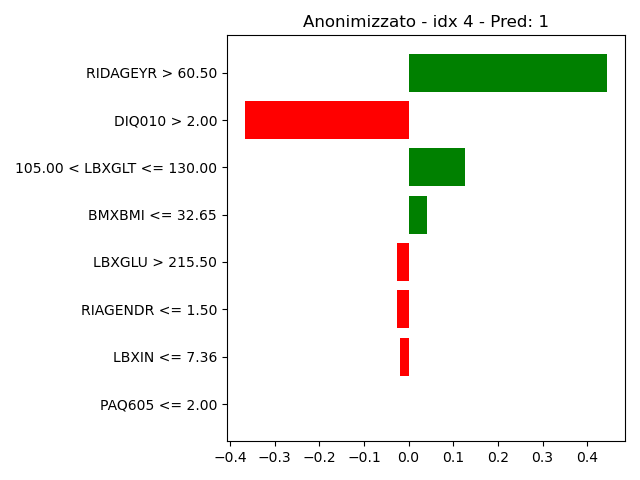 Anonimizzato - idx 4 - Pred: 1
RIDAGEYR > 60.50
DIQ010 > 2.00
105.00 < LBXGLT <= 130.00
BMXBMI <= 32.65
LBXGLU > 215.50
RIAGENDR <= 1.50
LBXIN <= 7.36
PAQ605 <= 2.00
−0.4 −0.3 −0.2 −0.1 0.0 0.1 0.2 0.3 0.4